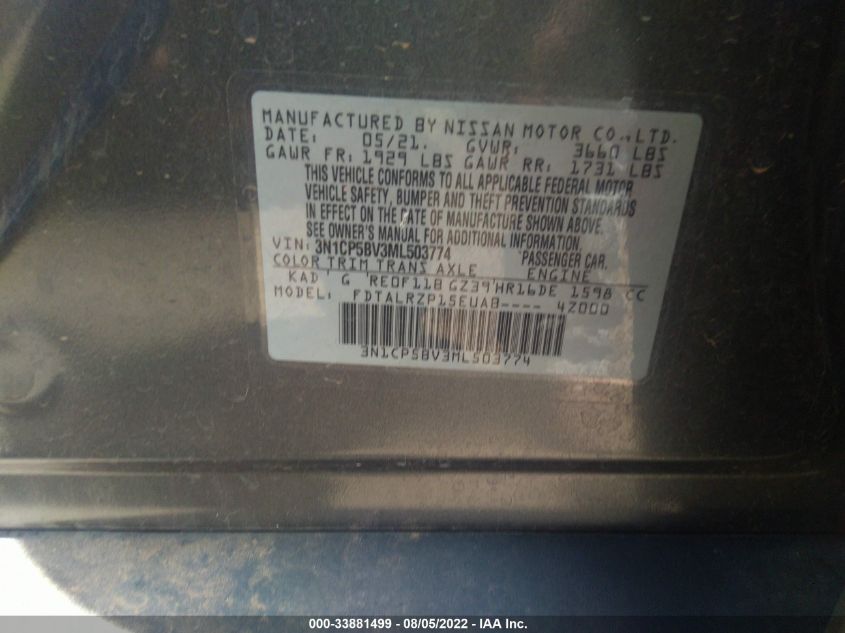 MANUFACTURED BY NISSAN MOTOR CO.,LTD.
DATE: 05/21. GVWR: 3660 LBS
GAWR FR: 1929 LBS GAWR RR: 1731 LBS
THIS VEHICLE CONFORMS TO ALL APPLICABLE FEDERAL MOTOR
VEHICLE SAFETY, BUMPER AND THEFT PREVENTION STANDARDS
IN EFFECT ON THE DATE OF MANUFACTURE SHOWN ABOVE.
SEE OWNER'S MANUAL FOR ADDITIONAL INFORMATION.
VIN: 3N1CP5BV3ML503774 PASSENGER CAR.
COLOR TRIM TRANS AXLE ENGINE
KAD G RE0F11B GZ39 HR16DE 1598 CC
MODEL: FDTALRZP15EUAB---- 4Z000
3N1CP5BV3ML503774
000-33881499 - 08/05/2022 - IAA Inc.